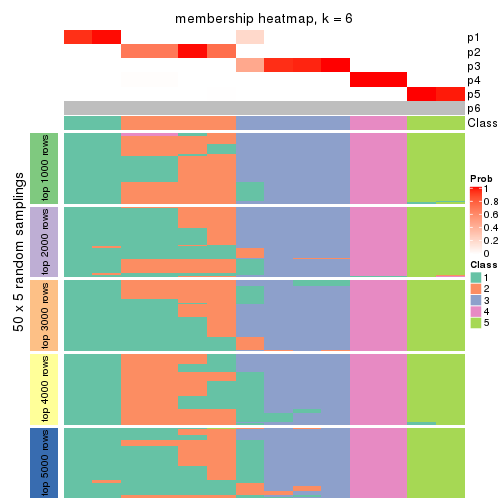 membership heatmap, k = 6
p1
p2
p3
p4
p5
p6
Class
50 x 5 random samplings
top 1000 rows
top 2000 rows
top 3000 rows
top 4000 rows
top 5000 rows
Prob
1
0.8
0.6
0.4
0.2
0
Class
1
2
3
4
5